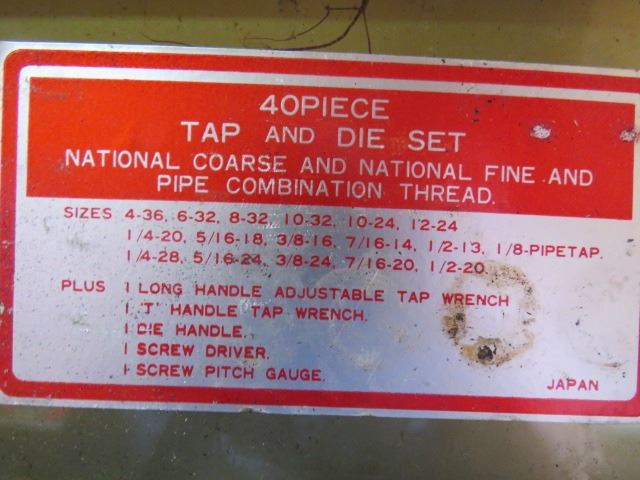 40PIECE
TAP AND DIE SET
NATIONAL COARSE AND NATIONAL FINE AND
PIPE COMBINATION THREAD.
SIZES 4-36, 6-32, 8-32, 10-32, 10-24, 12-24
1/4-20, 5/16-18, 3/8-16, 7/16-14, 1/2-13, 1/8-PIPETAP.
1/4-28, 5/16-24, 3/8-24, 7/16-20, 1/2-20.
PLUS 1 LONG HANDLE ADJUSTABLE TAP WRENCH
1 'T' HANDLE TAP WRENCH.
1 DIE HANDLE.
1 SCREW DRIVER.
1 SCREW PITCH GAUGE.
JAPAN